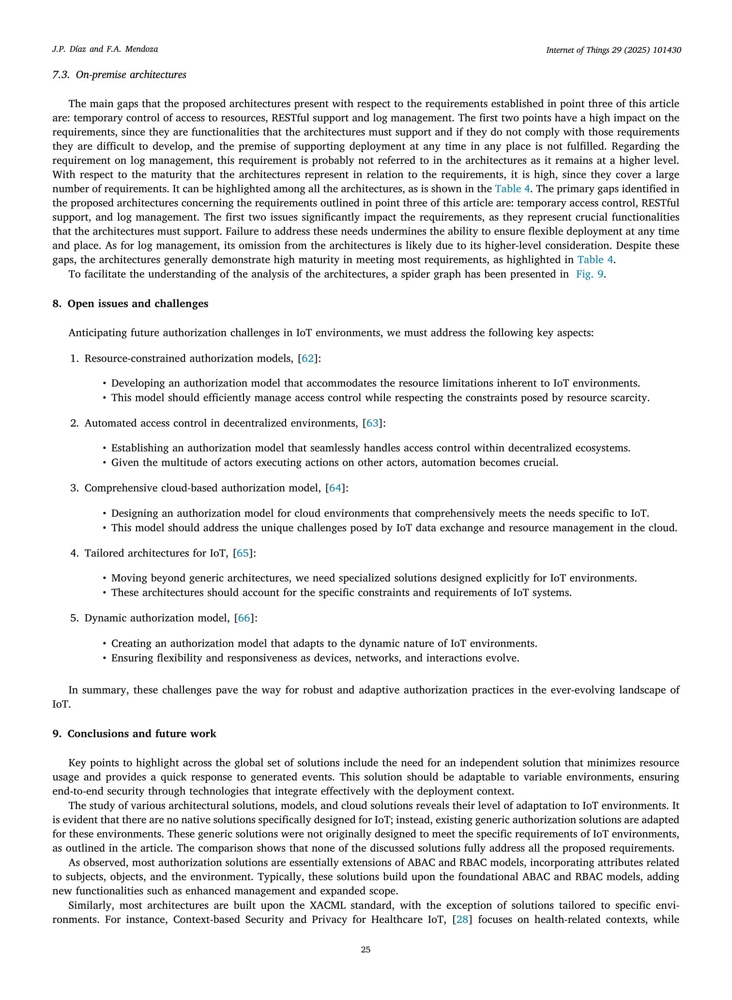 J.P. Díaz and F.A. Mendoza
Internet of Things 29 (2025) 101430
7.3. On-premise architectures
The main gaps that the proposed architectures present with respect to the requirements established in point three of this article
are: temporary control of access to resources, RESTful support and log management. The first two points have a high impact on the
requirements, since they are functionalities that the architectures must support and if they do not comply with those requirements
they are difficult to develop, and the premise of supporting deployment at any time in any place is not fulfilled. Regarding the
requirement on log management, this requirement is probably not referred to in the architectures as it remains at a higher level.
With respect to the maturity that the architectures represent in relation to the requirements, it is high, since they cover a large
number of requirements. It can be highlighted among all the architectures, as is shown in the Table 4. The primary gaps identified in
the proposed architectures concerning the requirements outlined in point three of this article are: temporary access control, RESTful
support, and log management. The first two issues significantly impact the requirements, as they represent crucial functionalities
that the architectures must support. Failure to address these needs undermines the ability to ensure flexible deployment at any time
and place. As for log management, its omission from the architectures is likely due to its higher-level consideration. Despite these
gaps, the architectures generally demonstrate high maturity in meeting most requirements, as highlighted in Table 4.
To facilitate the understanding of the analysis of the architectures, a spider graph has been presented in Fig. 9.
8. Open issues and challenges
Anticipating future authorization challenges in IoT environments, we must address the following key aspects:
1. Resource-constrained authorization models, [62]:
• Developing an authorization model that accommodates the resource limitations inherent to IoT environments.
• This model should efficiently manage access control while respecting the constraints posed by resource scarcity.
2. Automated access control in decentralized environments, [63]:
• Establishing an authorization model that seamlessly handles access control within decentralized ecosystems.
• Given the multitude of actors executing actions on other actors, automation becomes crucial.
3. Comprehensive cloud-based authorization model, [64]:
• Designing an authorization model for cloud environments that comprehensively meets the needs specific to IoT.
• This model should address the unique challenges posed by IoT data exchange and resource management in the cloud.
4. Tailored architectures for IoT, [65]:
• Moving beyond generic architectures, we need specialized solutions designed explicitly for IoT environments.
• These architectures should account for the specific constraints and requirements of IoT systems.
5. Dynamic authorization model, [66]:
• Creating an authorization model that adapts to the dynamic nature of IoT environments.
• Ensuring flexibility and responsiveness as devices, networks, and interactions evolve.
In summary, these challenges pave the way for robust and adaptive authorization practices in the ever-evolving landscape of
IoT.
9. Conclusions and future work
Key points to highlight across the global set of solutions include the need for an independent solution that minimizes resource
usage and provides a quick response to generated events. This solution should be adaptable to variable environments, ensuring
end-to-end security through technologies that integrate effectively with the deployment context.
The study of various architectural solutions, models, and cloud solutions reveals their level of adaptation to IoT environments. It
is evident that there are no native solutions specifically designed for IoT; instead, existing generic authorization solutions are adapted
for these environments. These generic solutions were not originally designed to meet the specific requirements of IoT environments,
as outlined in the article. The comparison shows that none of the discussed solutions fully address all the proposed requirements.
As observed, most authorization solutions are essentially extensions of ABAC and RBAC models, incorporating attributes related
to subjects, objects, and the environment. Typically, these solutions build upon the foundational ABAC and RBAC models, adding
new functionalities such as enhanced management and expanded scope.
Similarly, most architectures are built upon the XACML standard, with the exception of solutions tailored to specific envi-
ronments. For instance, Context-based Security and Privacy for Healthcare IoT, [28] focuses on health-related contexts, while
25